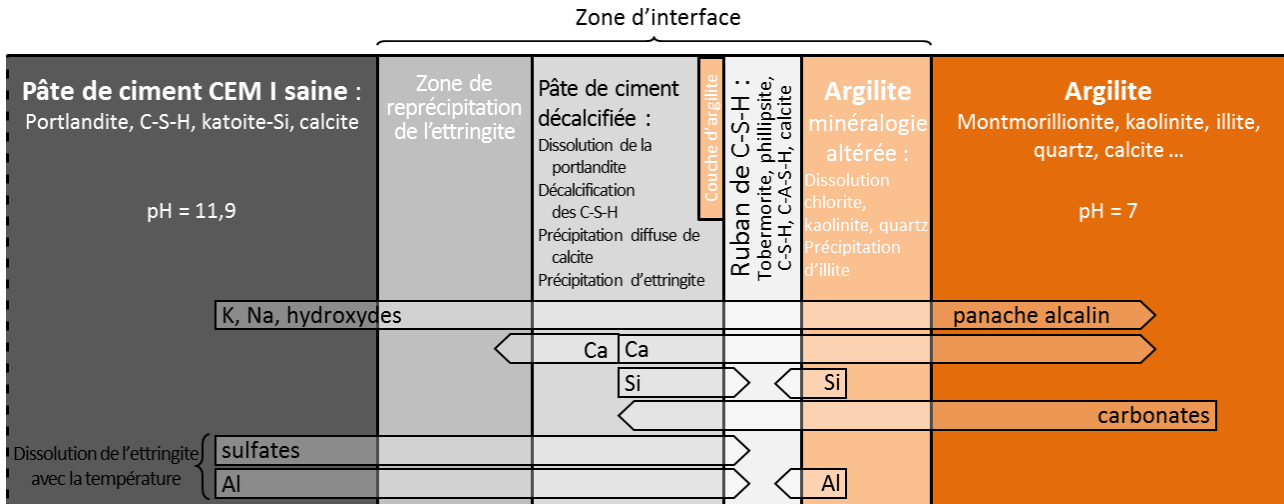 Zone d’interface
Pâte de ciment CEM I saine :
Portlandite, C-S-H, katoite-Si, calcite
pH = 11,9
Zone de
reprécipitation
de l’ettringite
Pâte de ciment
décalcifiée :
Dissolution de la
portlandite
Décalcification
des C-S-H
Précipitation diffuse de
calcite
Précipitation d’ettringite
Couche d’argilite
Ruban de C-S-H :
Tobermorite, phillipsite,
C-S-H, C-A-S-H, calcite
Argilite
minéralogie
altérée :
Dissolution
chlorite,
kaolinite, quartz
Précipitation
d’illite
Argilite
Montmorillionite, kaolinite, illite,
quartz, calcite ...
pH = 7
K, Na, hydroxydes
panache alcalin
Ca
Ca
Si
Si
carbonates
Dissolution de l’ettringite
avec la température
sulfates
Al
Al